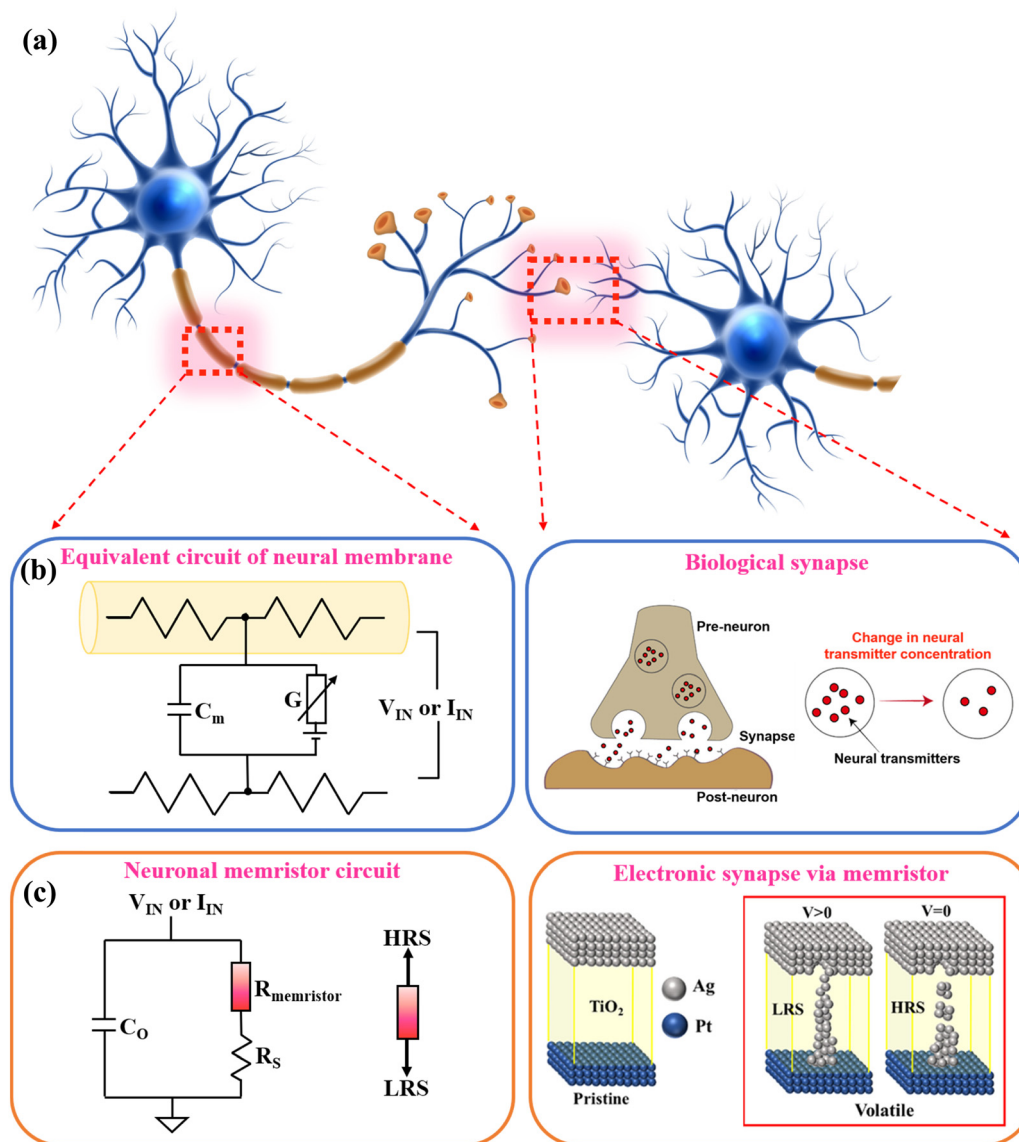 (a)
(b)
Equivalent circuit of neural membrane
C_m
G
V_IN or I_IN
Biological synapse
Pre-neuron
Synapse
Post-neuron
Change in neural
transmitter concentration
Neural transmitters
(c)
Neuronal memristor circuit
V_IN or I_IN
C_O
R_memristor
R_S
HRS
LRS
Electronic synapse via memristor
TiO_2
Pristine
Ag
Pt
V>0
V=0
LRS
HRS
Volatile